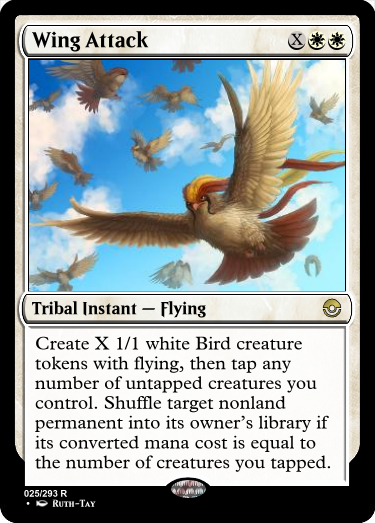 Wing Attack X
Tribal Instant — Flying
Create X 1/1 white Bird creature
tokens with flying, then tap any
number of untapped creatures you
control. Shuffle target nonland
permanent into its owner's library if
its converted mana cost is equal to
the number of creatures you tapped.
025/293 R
• Ruth-Tay